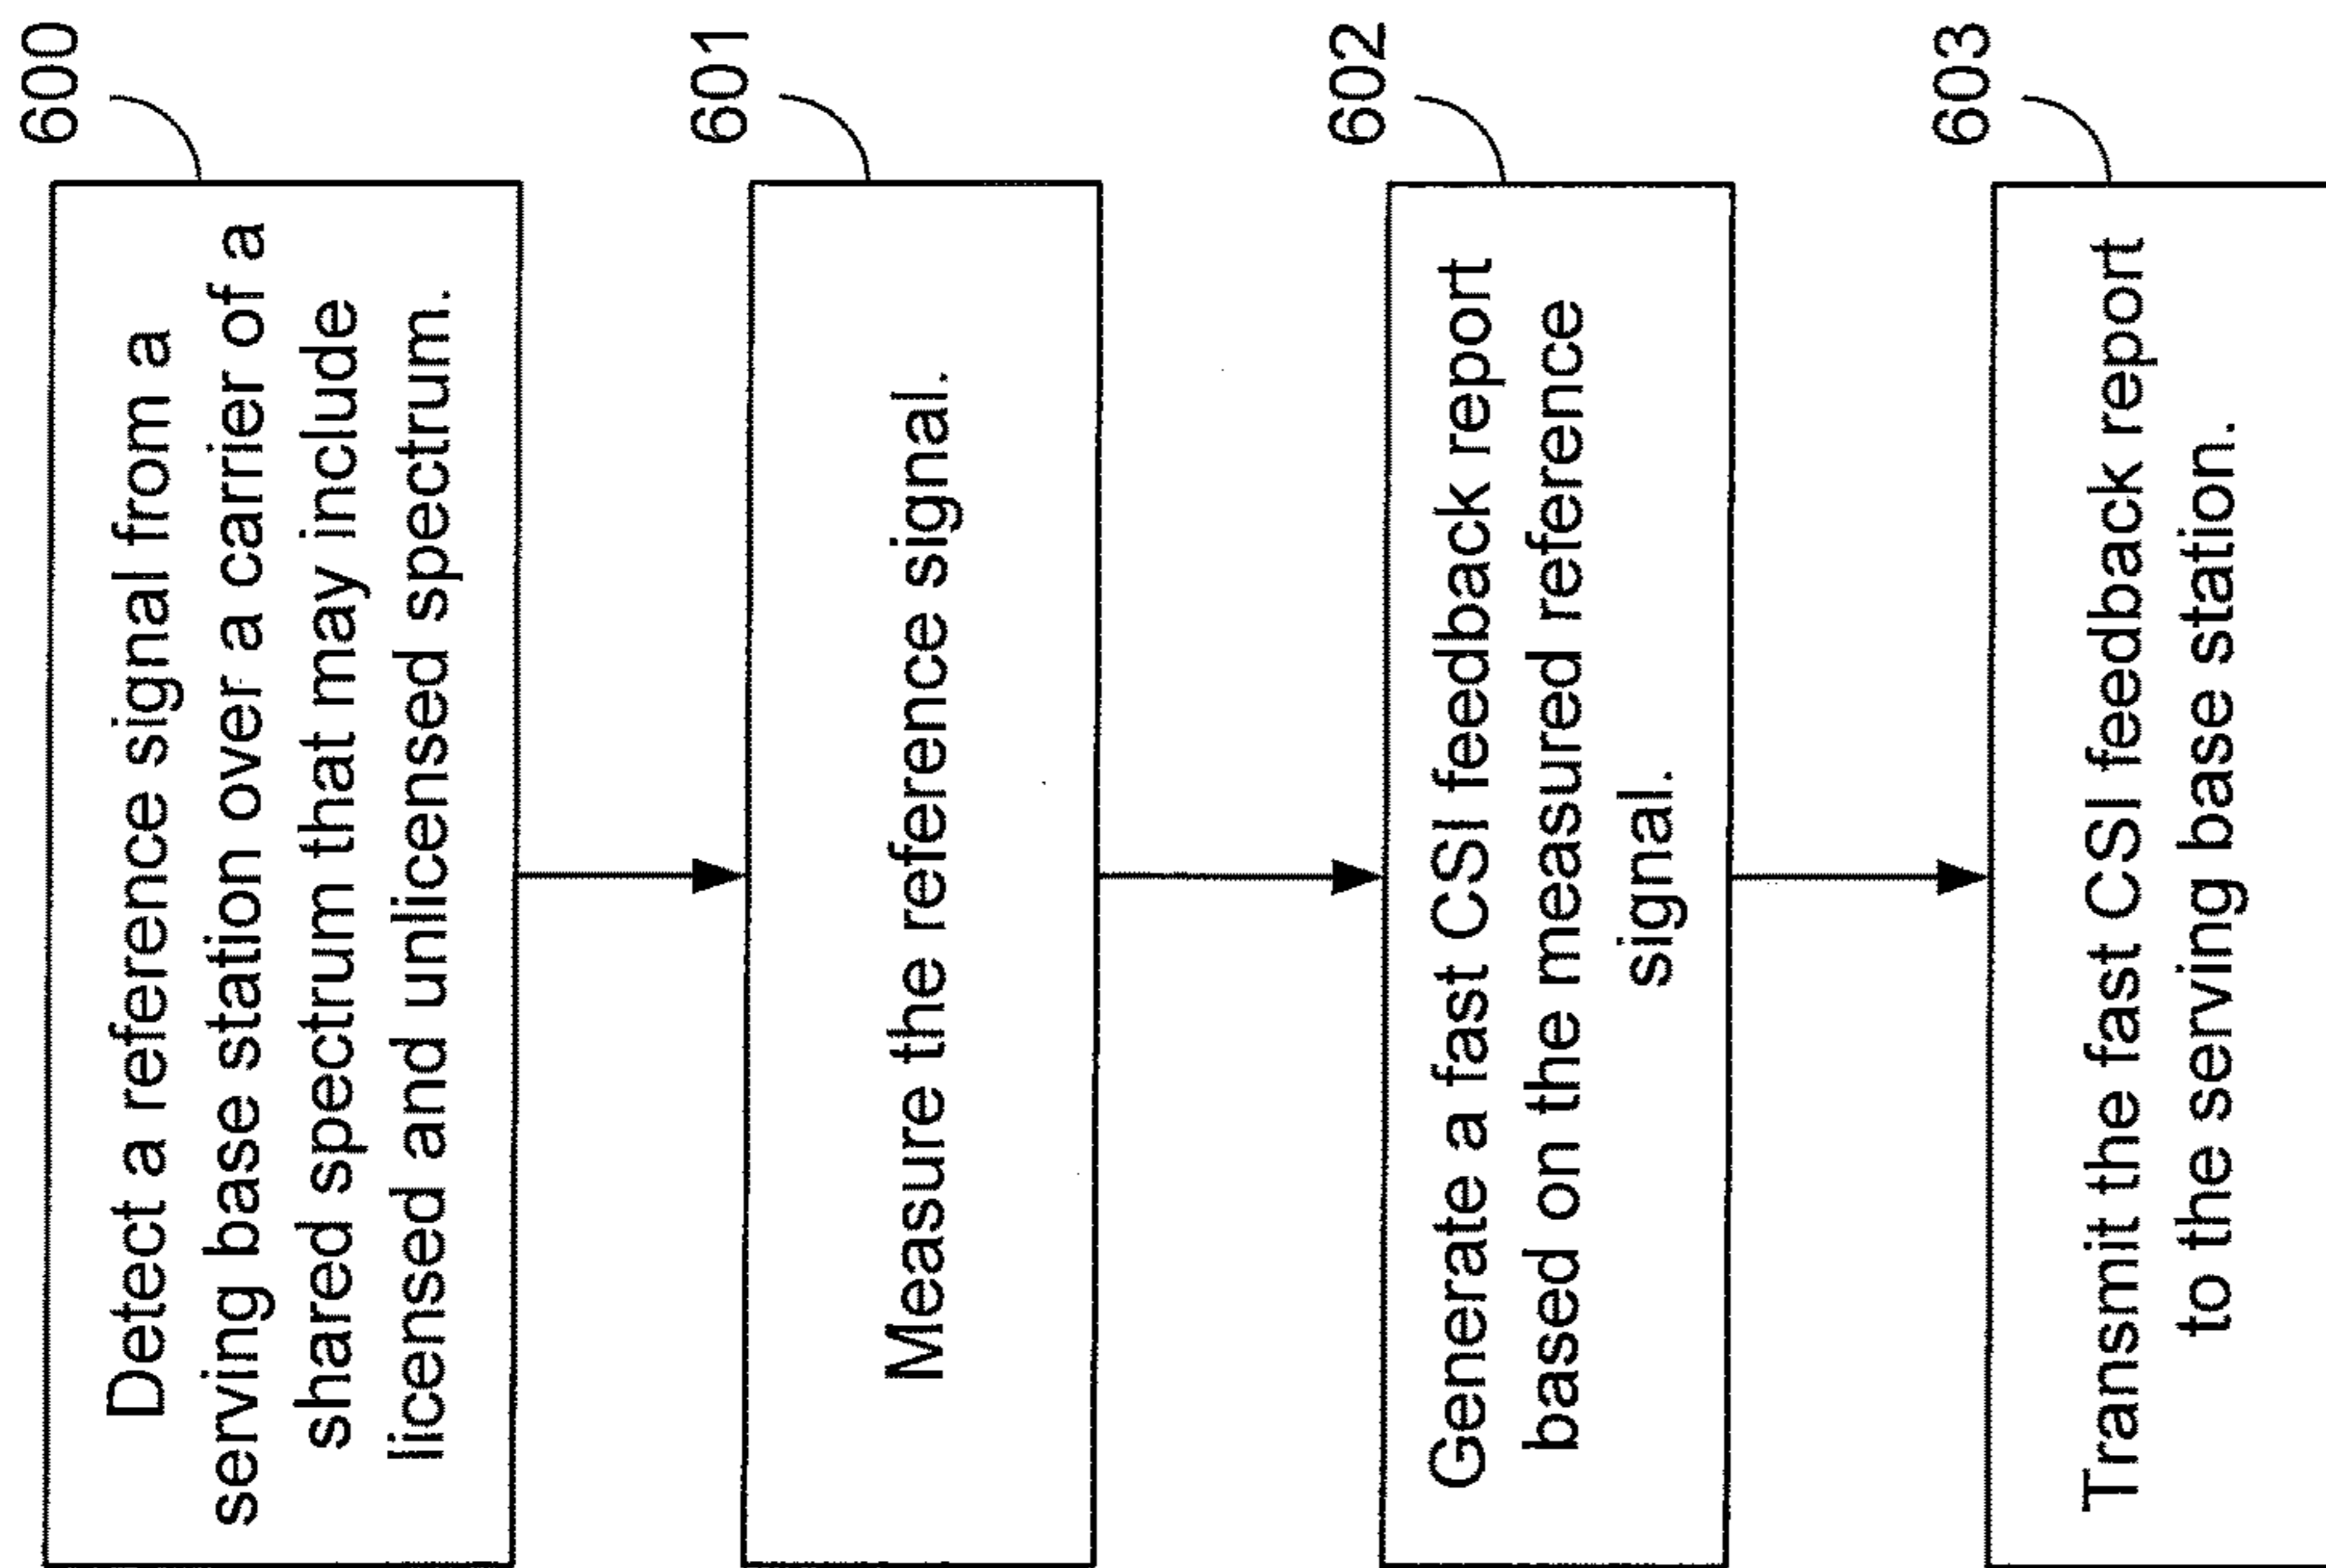 600
Detect a reference signal from a
serving base station over a carrier of a
shared spectrum that may include
licensed and unlicensed spectrum.
601
Measure the reference signal.
602
Generate a fast CSI feedback report
based on the measured reference
signal.
603
Transmit the fast CSI feedback report
to the serving base station.